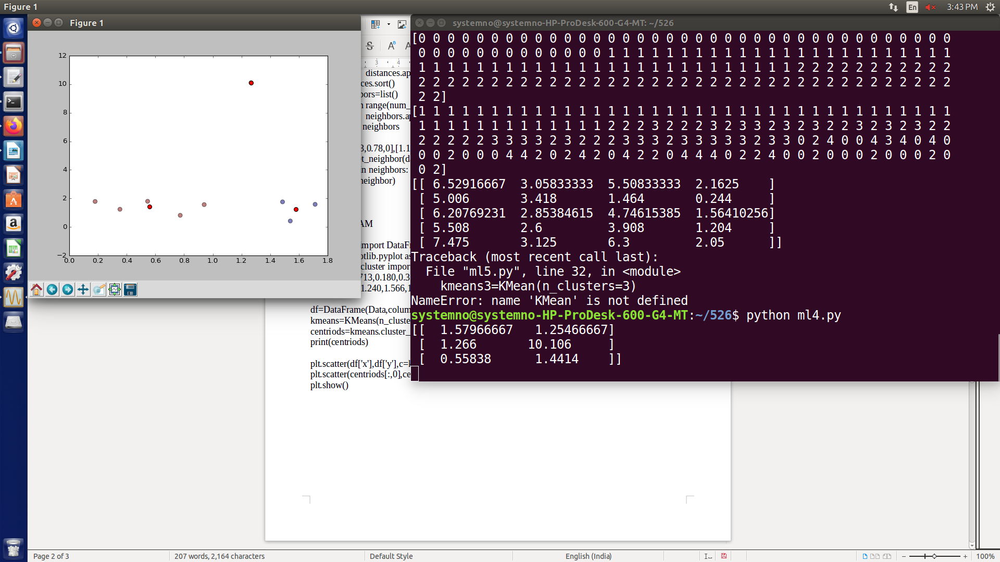 Figure 1
En
3:43 PM
Figure 1
12
10
8
6
4
2
0
−2
0.0 0.2 0.4 0.6 0.8 1.0 1.2 1.4 1.6 1.8
3 4
distances.ap
ces.sort()
bors=list()
n range(num_
neighbors.ap
neighbors
3,0.78,0],[1.1
t_neighbor(d
n neighbors:
neighbor)
AM
mport DataFr
otlib.pyplot as
cluster impor
713,0.180,0.3
1.240,1.566,1
df=DataFrame(Data,colum
kmeans=KMeans(n_cluste
centriods=kmeans.cluster_
print(centriods)
plt.scatter(df['x'],df['y'],c=k
plt.scatter(centriods[:,0],ce
plt.show()
systemno@systemno-HP-ProDesk-600-G4-MT: ~/526
[0 0 0 0 0 0 0 0 0 0 0 0 0 0 0 0 0 0 0 0 0 0 0 0 0 0 0 0 0 0 0 0 0 0 0 0 0
0 0 0 0 0 0 0 0 0 0 0 0 0 1 1 1 1 1 1 1 1 1 1 1 1 1 1 1 1 1 1 1 1 1 1 1 1
1 1 1 1 1 1 1 1 1 1 1 1 1 1 1 1 1 1 1 1 1 1 1 1 1 1 2 2 2 2 2 2 2 2 2 2 2
2 2 2 2 2 2 2 2 2 2 2 2 2 2 2 2 2 2 2 2 2 2 2 2 2 2 2 2 2 2 2 2 2 2 2 2 2
2 2]
[1 1 1 1 1 1 1 1 1 1 1 1 1 1 1 1 1 1 1 1 1 1 1 1 1 1 1 1 1 1 1 1 1 1 1 1 1
1 1 1 1 1 1 1 1 1 1 1 1 1 2 2 2 3 2 2 2 3 2 3 3 2 3 2 3 2 2 3 2 3 2 3 2 2
2 2 2 2 2 3 3 3 3 2 3 2 2 2 3 3 3 2 3 3 3 3 3 2 3 3 0 2 4 0 0 4 3 4 0 4 0
0 0 2 0 0 0 4 4 2 0 2 4 2 0 4 2 2 0 4 4 4 0 2 2 4 0 0 2 0 0 0 2 0 0 0 2 0
0 2]
[[ 6.52916667 3.05833333 5.50833333 2.1625 ]
[ 5.006 3.418 1.464 0.244 ]
[ 6.20769231 2.85384615 4.74615385 1.56410256]
[ 5.508 2.6 3.908 1.204 ]
[ 7.475 3.125 6.3 2.05 ]]
Traceback (most recent call last):
File "ml5.py", line 32, in <module>
kmeans3=KMean(n_clusters=3)
NameError: name 'KMean' is not defined
systemno@systemno-HP-ProDesk-600-G4-MT:~/526$ python ml4.py
[[ 1.57966667 1.25466667]
[ 1.266 10.106 ]
[ 0.55838 1.4414 ]]
Page 2 of 3
207 words, 2,164 characters
Default Style
English (India)
100%